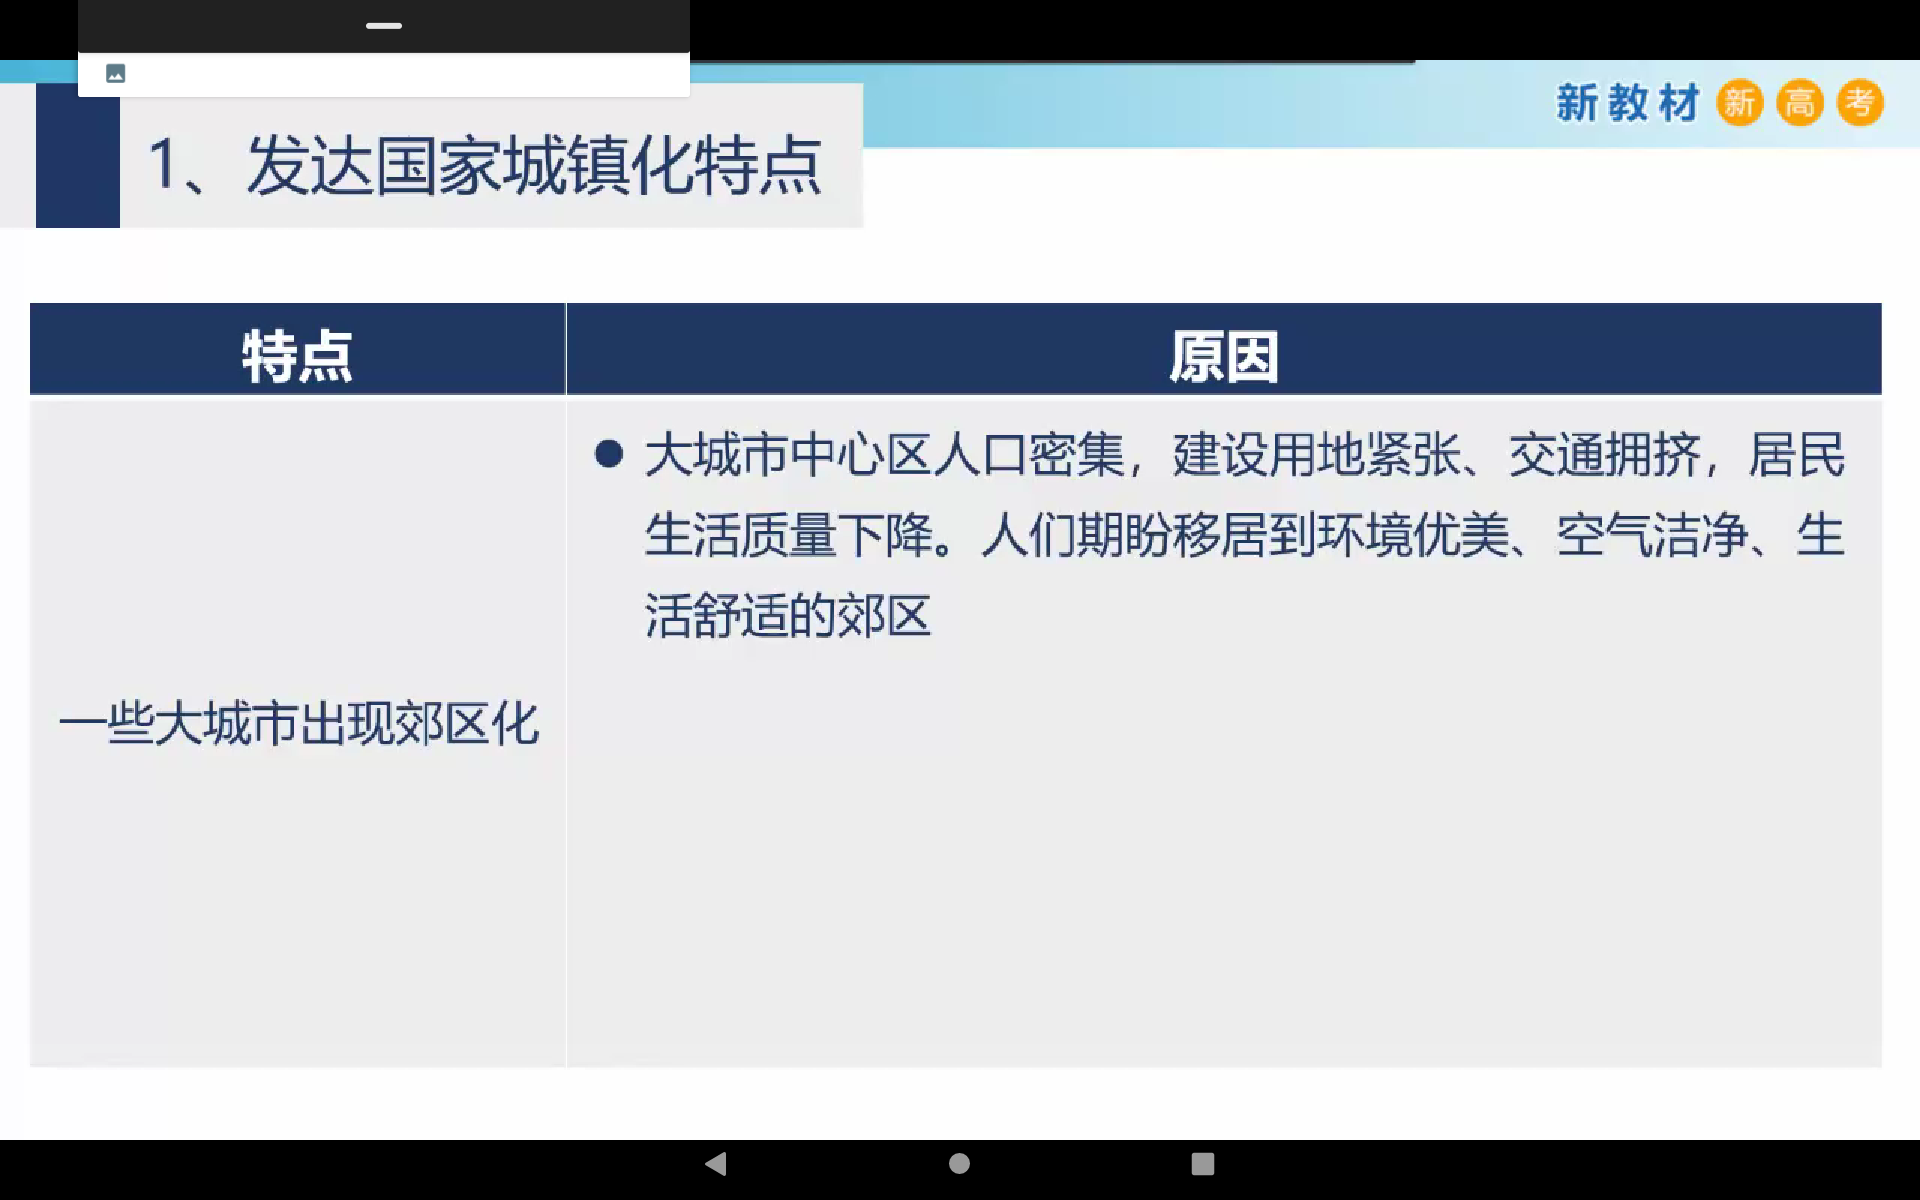 新教材 新高考
1、发达国家城镇化特点
特点
原因
大城市中心区人口密集，建设用地紧张、交通拥挤，居民
生活质量下降。人们期盼移居到环境优美、空气洁净、生
活舒适的郊区
一些大城市出现郊区化